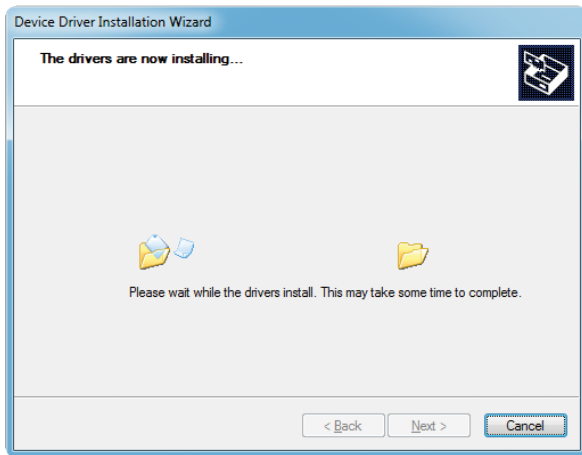 Device Driver Installation Wizard
The drivers are now installing...
Please wait while the drivers install. This may take some time to complete.
< Back
Next >
Cancel